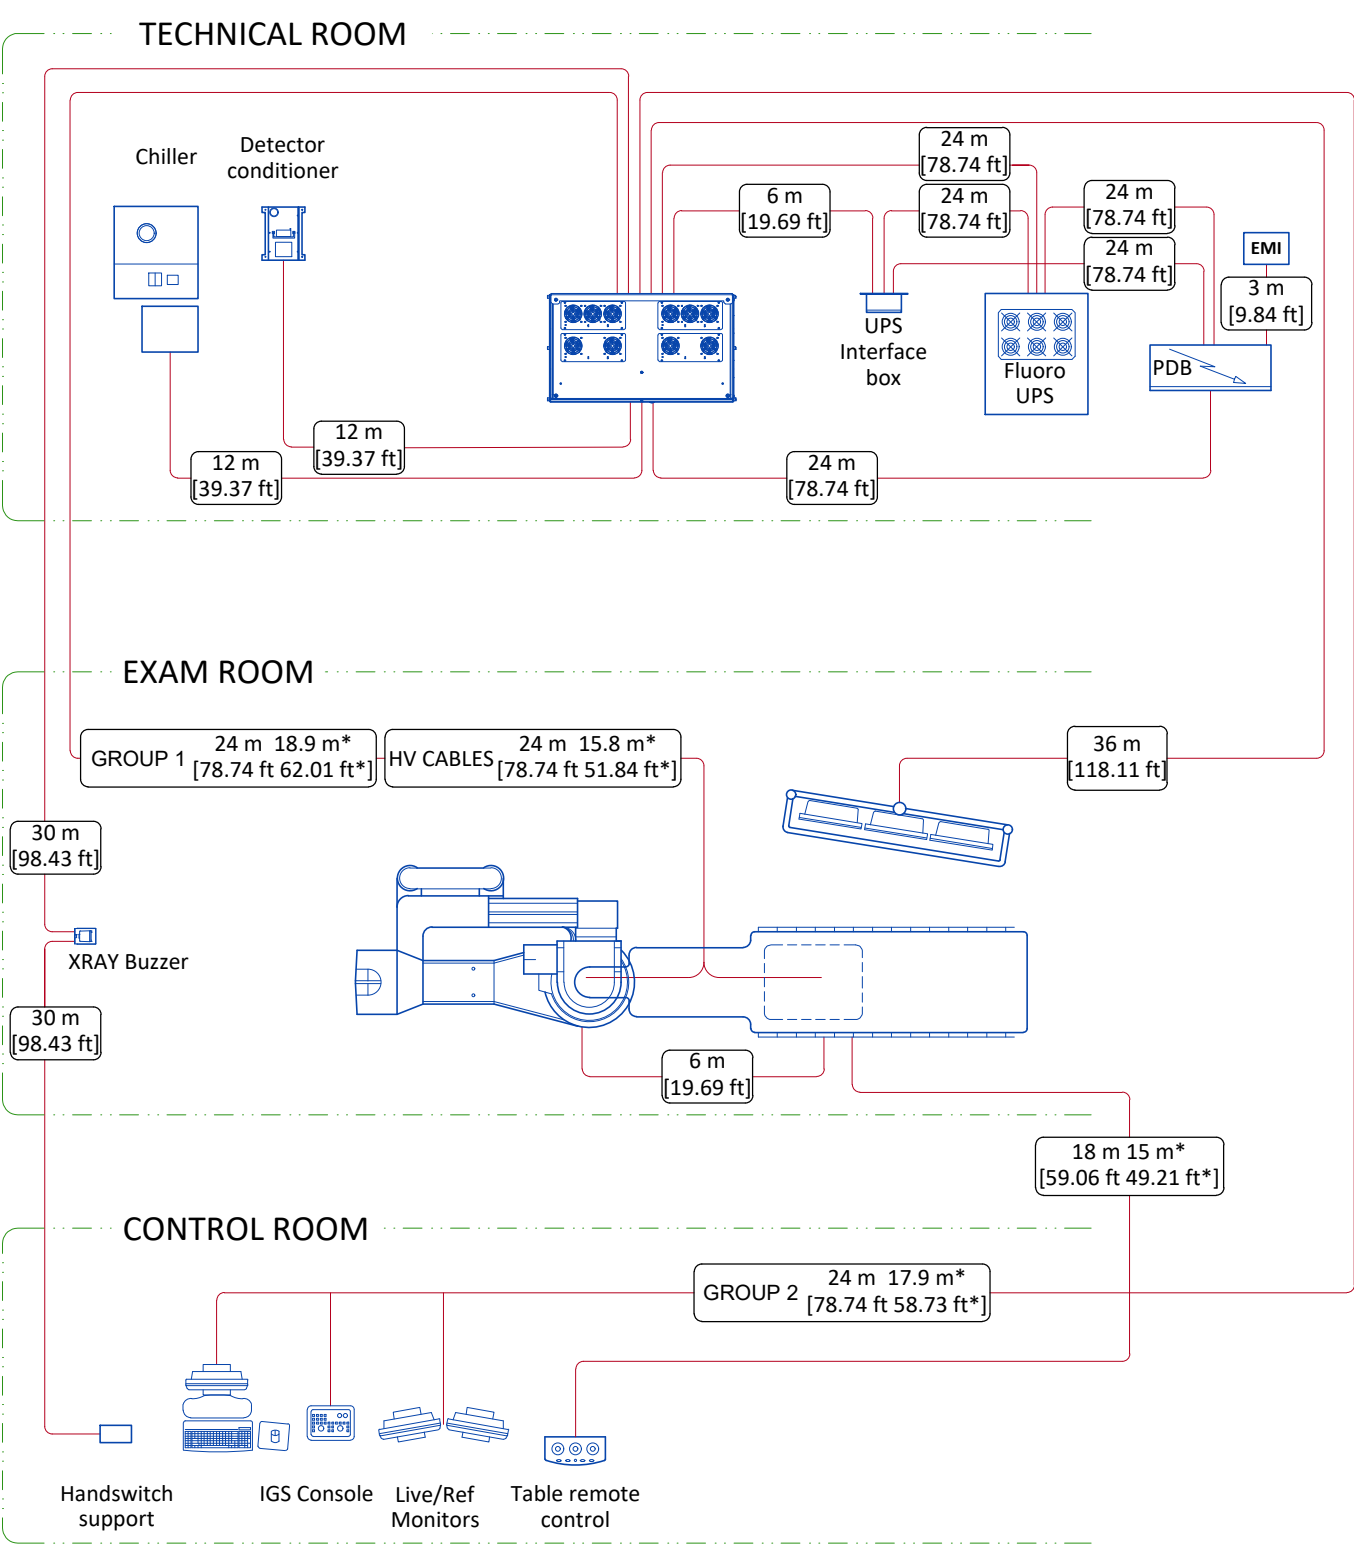 TECHNICAL ROOM
Chiller
Detector
conditioner
24 m
[78.74 ft]
6 m
[19.69 ft]
24 m
[78.74 ft]
24 m
[78.74 ft]
24 m
[78.74 ft]
EMI
3 m
[9.84 ft]
UPS
Interface
box
Fluoro
UPS
PDB
12 m
[39.37 ft]
12 m
[39.37 ft]
24 m
[78.74 ft]
EXAM ROOM
GROUP 1
24 m 18.9 m*
[78.74 ft 62.01 ft*]
HV CABLES
24 m 15.8 m*
[78.74 ft 51.84 ft*]
36 m
[118.11 ft]
30 m
[98.43 ft]
XRAY Buzzer
30 m
[98.43 ft]
6 m
[19.69 ft]
18 m 15 m*
[59.06 ft 49.21 ft*]
CONTROL ROOM
GROUP 2
24 m 17.9 m*
[78.74 ft 58.73 ft*]
Handswitch
support
IGS Console
Live/Ref
Monitors
Table remote
control